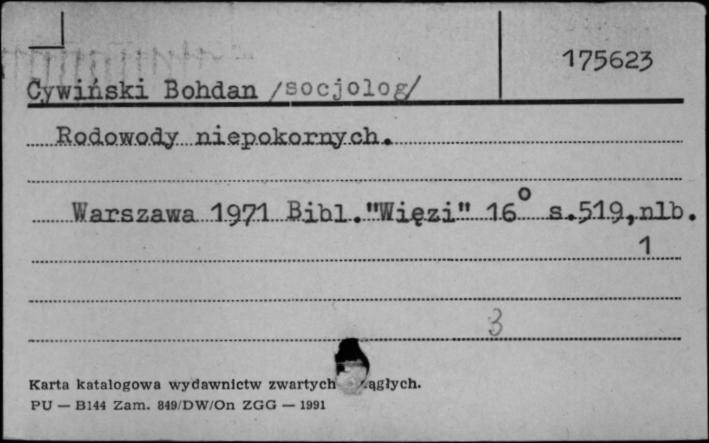 175623
Cywiński Bohdan /socjolog/
Rodowody niepokornych.
Warszawa 1971 Bibl."Więzi" 16° s.519,nlb.
1
3
Karta katalogowa wydawnictw zwartych ągłych.
PU — B144 Zam. 849/DW/On ZGG — 1991